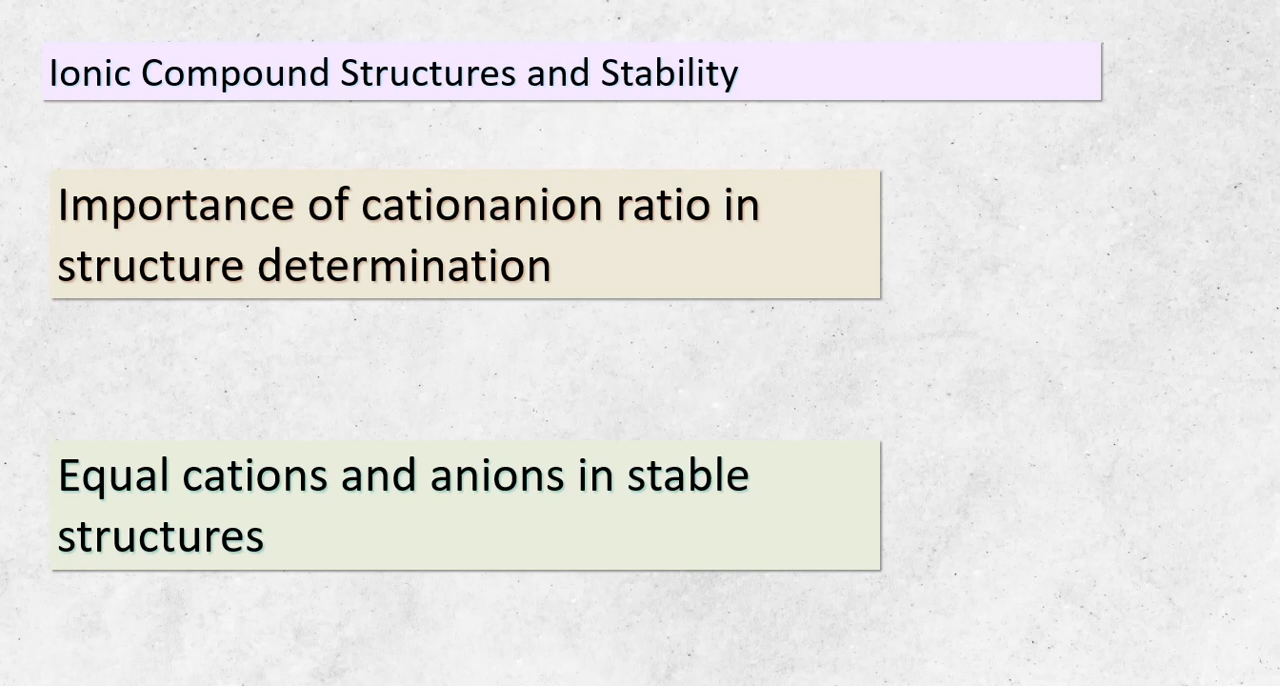 Ionic Compound Structures and Stability
Importance of cationanion ratio in
structure determination
Equal cations and anions in stable
structures